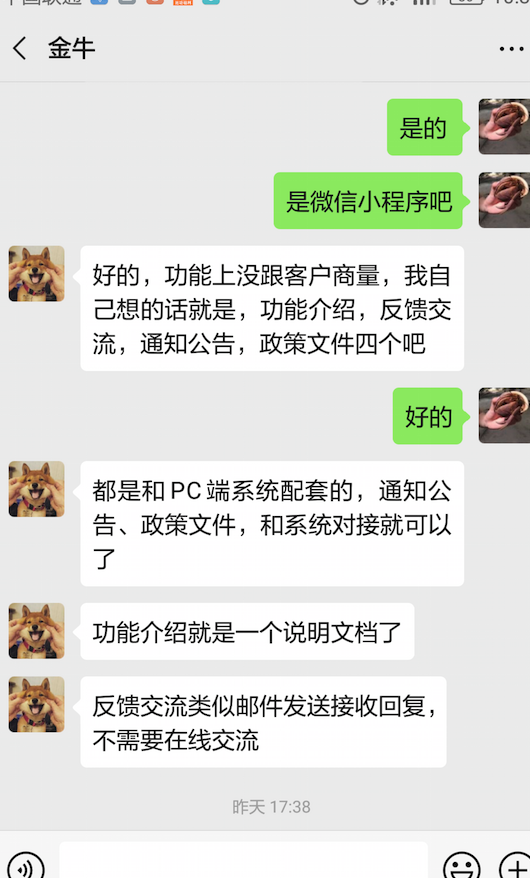 金牛
是的
是微信小程序吧
好的，功能上没跟客户商量，我自
己想的话就是，功能介绍，反馈交
流，通知公告，政策文件四个吧
好的
都是和PC端系统配套的，通知公
告、政策文件，和系统对接就可以
了
功能介绍就是一个说明文档了
反馈交流类似邮件发送接收回复，
不需要在线交流
昨天 17:38